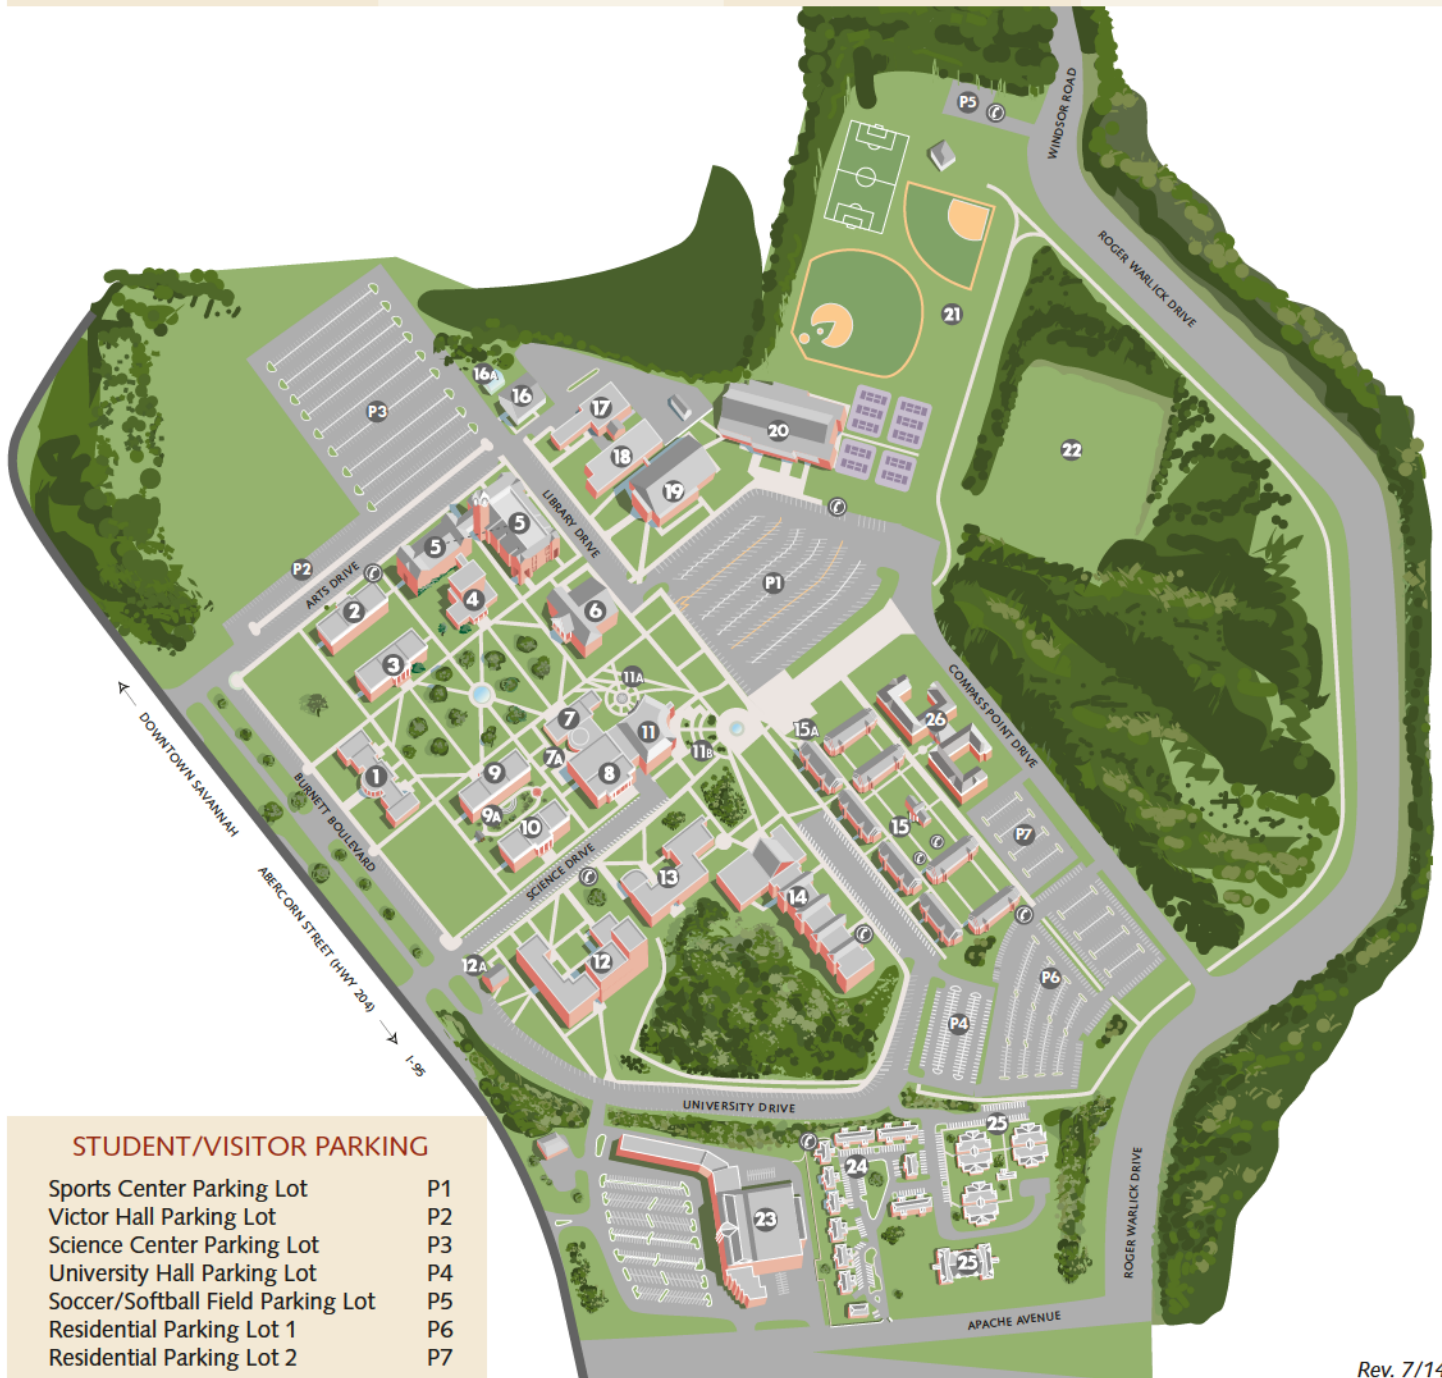 P5
WINDSOR ROAD
ROGER WARLICK DRIVE
21
16A
16
17
P3
20
18
22
19
LIBRARY DRIVE
5
5
P2
ARTS DRIVE
P1
2
4
6
3
11A
COMPASS POINT DRIVE
7
11
15A
26
7A
11B
DOWNTOWN SAVANNAH
1
9
8
BURNETT BOULEVARD
9A
10
15
P7
SCIENCE DRIVE
13
14
ABERCORN STREET (HWY 204)
12A
12
P6
P4
I-95
UNIVERSITY DRIVE
25
24
23
25
ROGER WARLICK DRIVE
APACHE AVENUE
STUDENT/VISITOR PARKING
Sports Center Parking Lot P1
Victor Hall Parking Lot P2
Science Center Parking Lot P3
University Hall Parking Lot P4
Soccer/Softball Field Parking Lot P5
Residential Parking Lot 1 P6
Residential Parking Lot 2 P7
Rev. 7/14